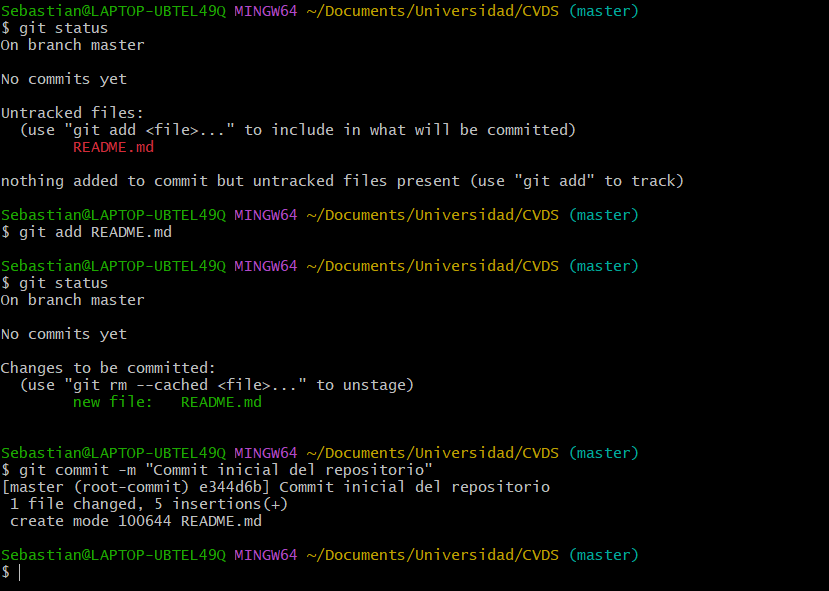 Sebastian@LAPTOP-UBTEL49Q MINGW64 ~/Documents/Universidad/CVDS (master)
$ git status
On branch master
No commits yet
Untracked files:
  (use "git add <file>..." to include in what will be committed)
        README.md
nothing added to commit but untracked files present (use "git add" to track)
Sebastian@LAPTOP-UBTEL49Q MINGW64 ~/Documents/Universidad/CVDS (master)
$ git add README.md
Sebastian@LAPTOP-UBTEL49Q MINGW64 ~/Documents/Universidad/CVDS (master)
$ git status
On branch master
No commits yet
Changes to be committed:
  (use "git rm --cached <file>..." to unstage)
        new file:   README.md
Sebastian@LAPTOP-UBTEL49Q MINGW64 ~/Documents/Universidad/CVDS (master)
$ git commit -m "Commit inicial del repositorio"
[master (root-commit) e344d6b] Commit inicial del repositorio
 1 file changed, 5 insertions(+)
 create mode 100644 README.md
Sebastian@LAPTOP-UBTEL49Q MINGW64 ~/Documents/Universidad/CVDS (master)
$